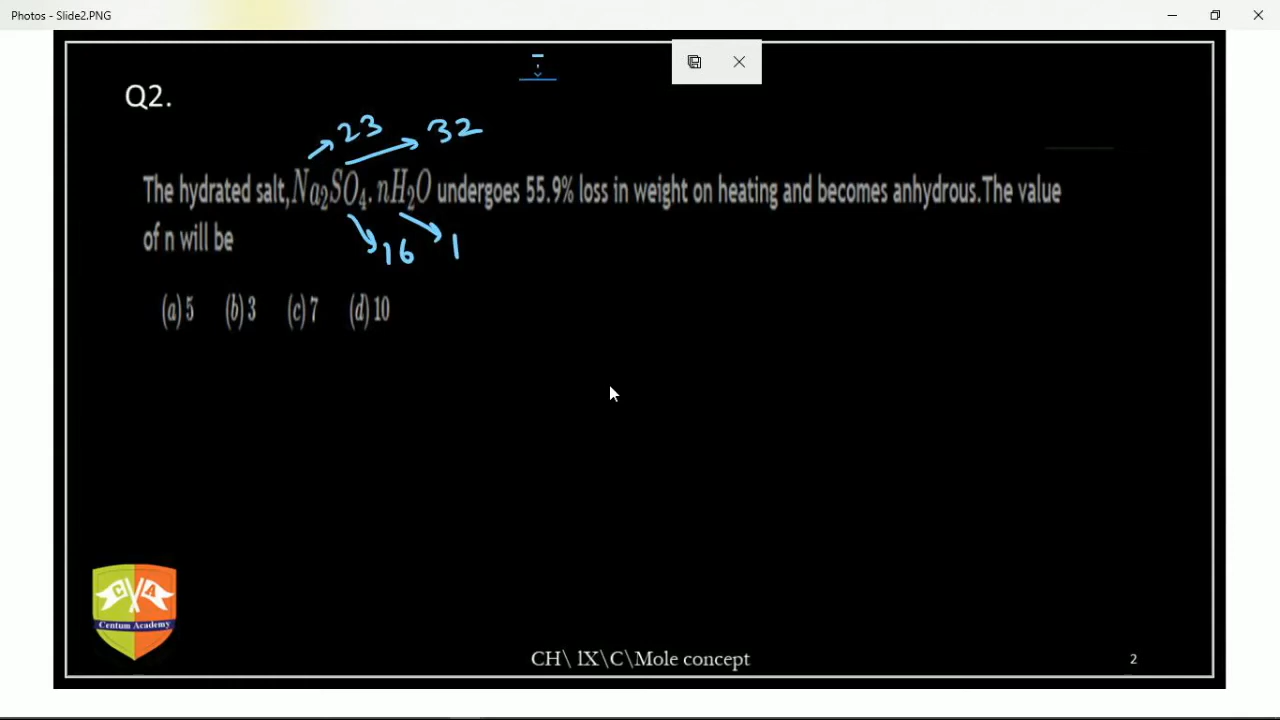 Photos - Slide2.PNG
Q2.
23
32
The hydrated salt, Na₂SO₄. nH₂O undergoes 55.9% loss in weight on heating and becomes anhydrous.The value
of n will be
16
1
(a) 5 (b) 3 (c) 7 (d) 10
C A
Centum Academy
CH\ lX\C\Mole concept
2